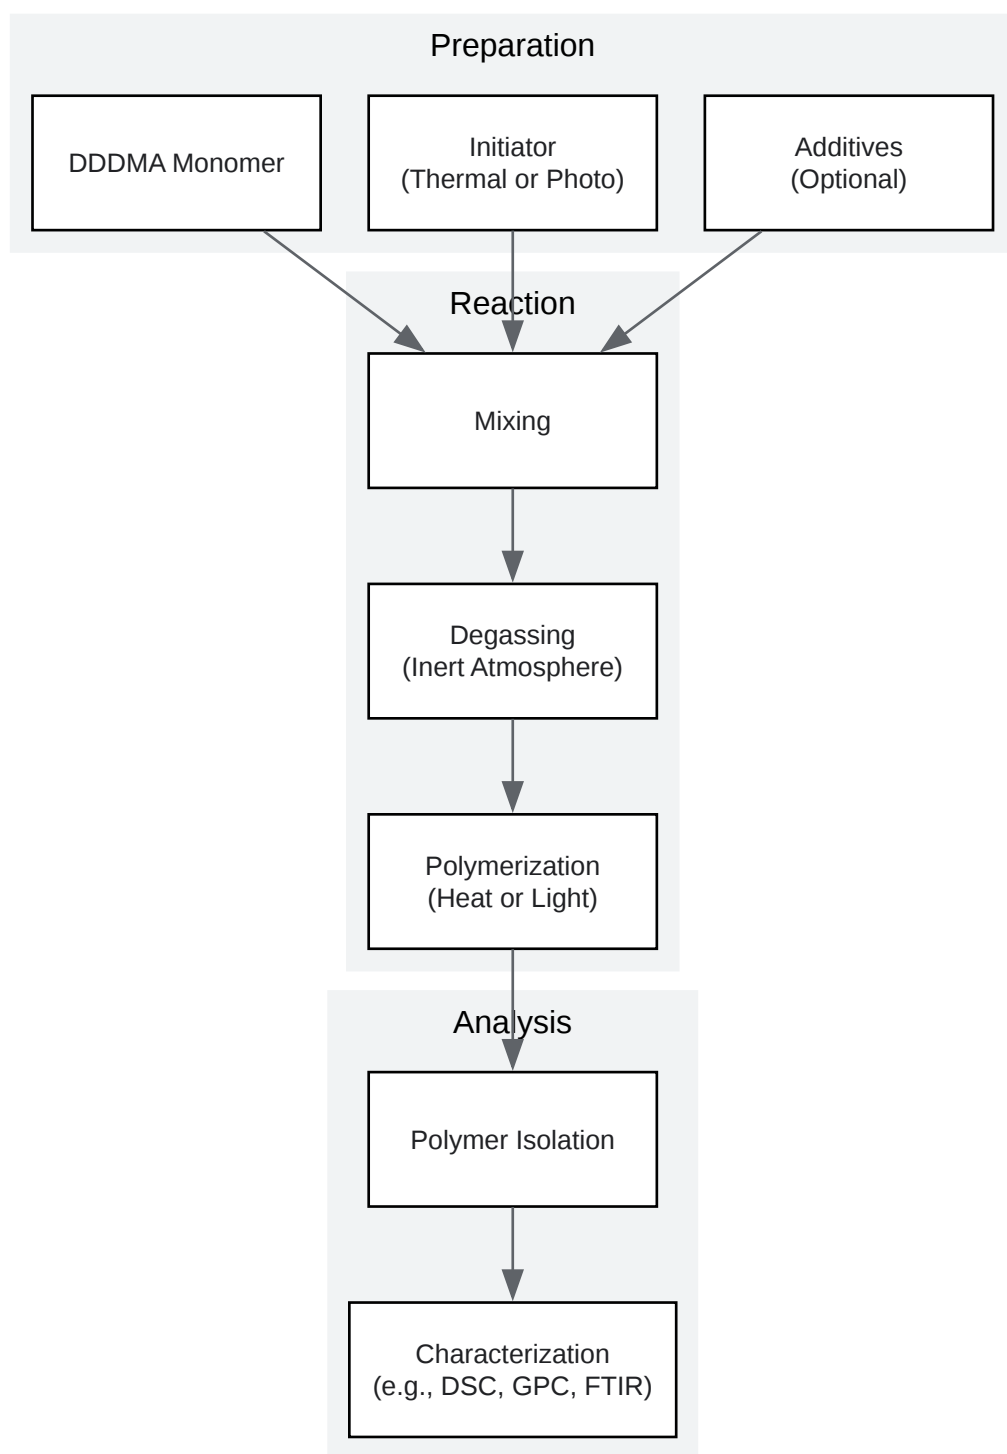 Preparation
DDDMA Monomer
Initiator
(Thermal or Photo)
Additives
(Optional)
Reaction
Mixing
Degassing
(Inert Atmosphere)
Polymerization
(Heat or Light)
Analysis
Polymer Isolation
Characterization
(e.g., DSC, GPC, FTIR)